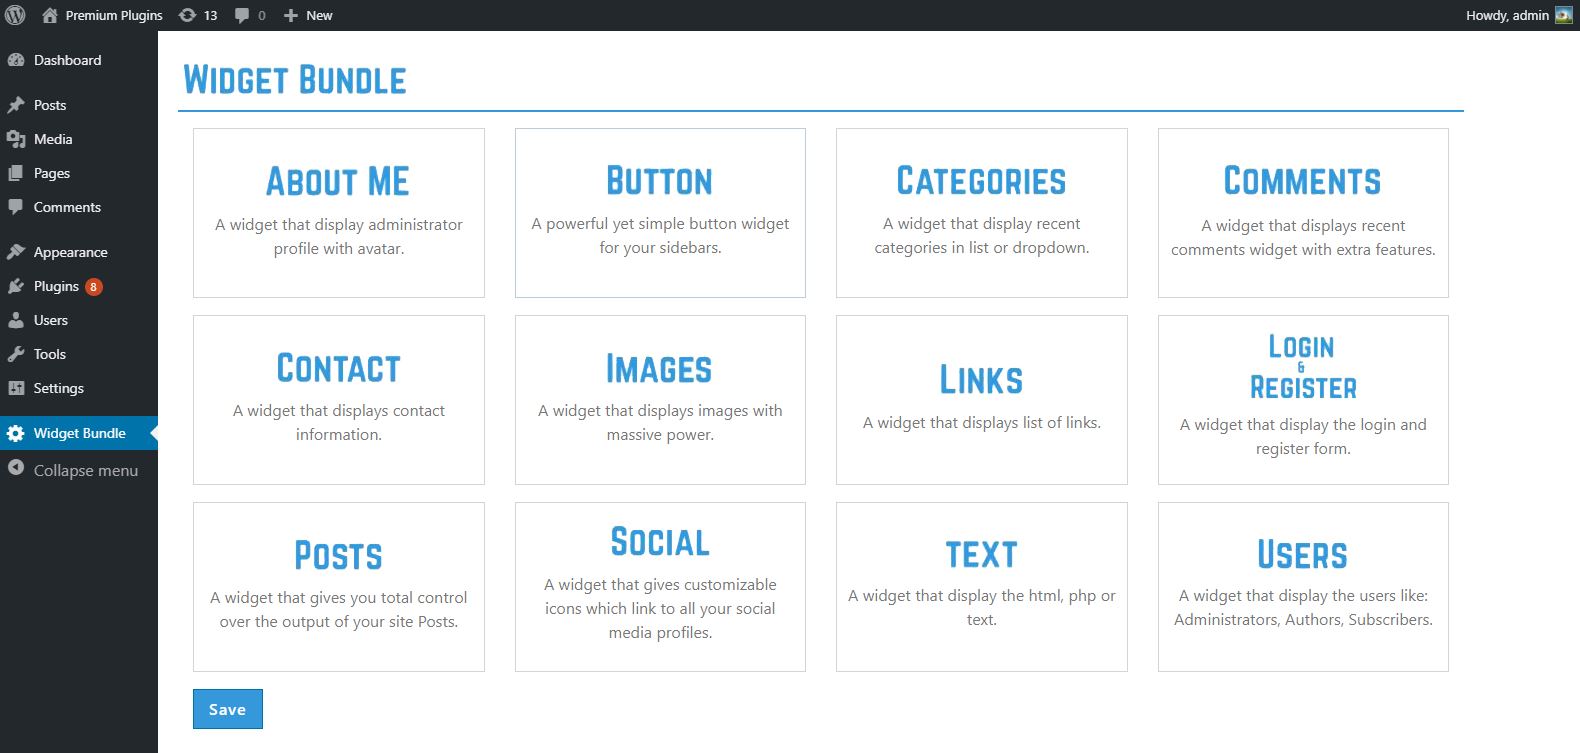 Premium Plugins 13 0 New Howdy, admin
Dashboard
Posts
Media
Pages
Comments
Appearance
Plugins 8
Users
Tools
Settings
Widget Bundle
Collapse menu
Widget Bundle
About ME
A widget that display administrator
profile with avatar.
Button
A powerful yet simple button widget
for your sidebars.
Categories
A widget that display recent
categories in list or dropdown.
Comments
A widget that displays recent
comments widget with extra features.
Contact
A widget that displays contact
information.
Images
A widget that displays images with
massive power.
Links
A widget that displays list of links.
Login
&
Register
A widget that display the login and
register form.
Posts
A widget that gives you total control
over the output of your site Posts.
Social
A widget that gives customizable
icons which link to all your social
media profiles.
TEXT
A widget that display the html, php or
text.
Users
A widget that display the users like:
Administrators, Authors, Subscribers.
Save